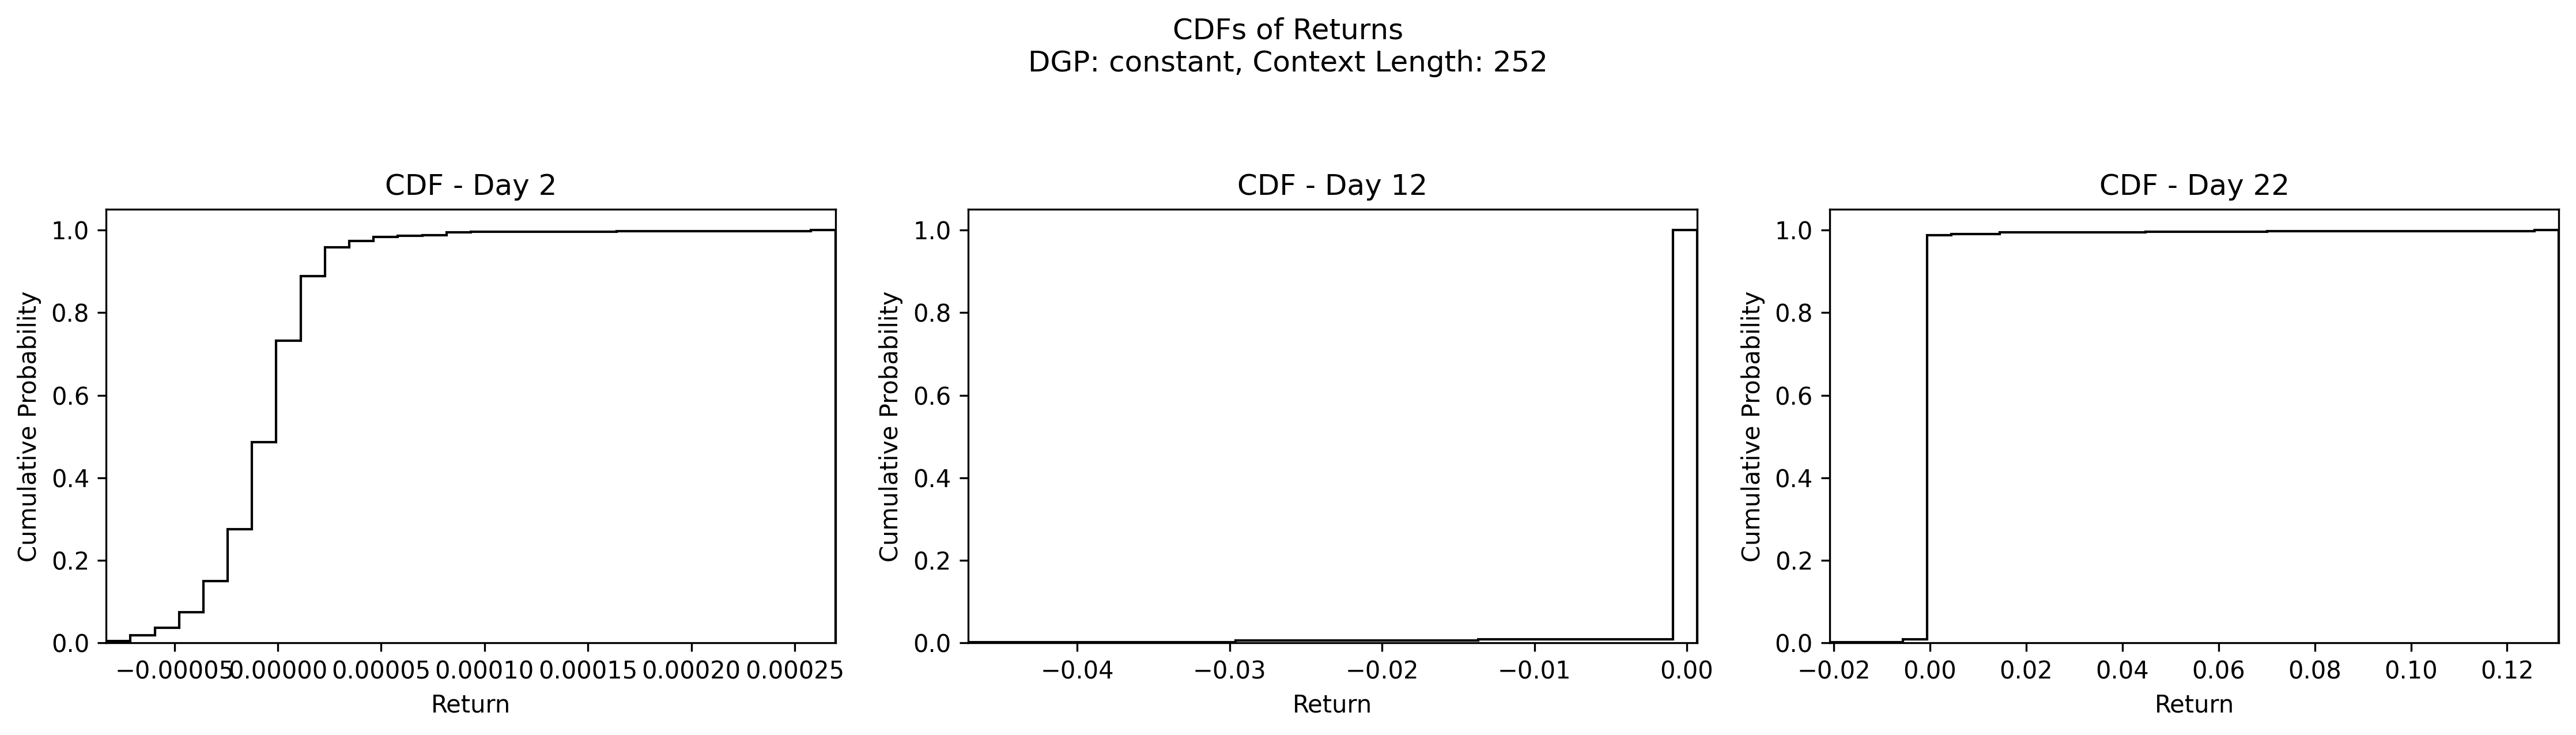 CDFs of Returns
DGP: constant, Context Length: 252
CDF - Day 2
Cumulative Probability
1.0
0.8
0.6
0.4
0.2
0.0
−0.00005 0.00000 0.00005 0.00010 0.00015 0.00020 0.00025
Return
CDF - Day 12
Cumulative Probability
1.0
0.8
0.6
0.4
0.2
0.0
−0.04 −0.03 −0.02 −0.01 0.00
Return
CDF - Day 22
Cumulative Probability
1.0
0.8
0.6
0.4
0.2
0.0
−0.02 0.00 0.02 0.04 0.06 0.08 0.10 0.12
Return